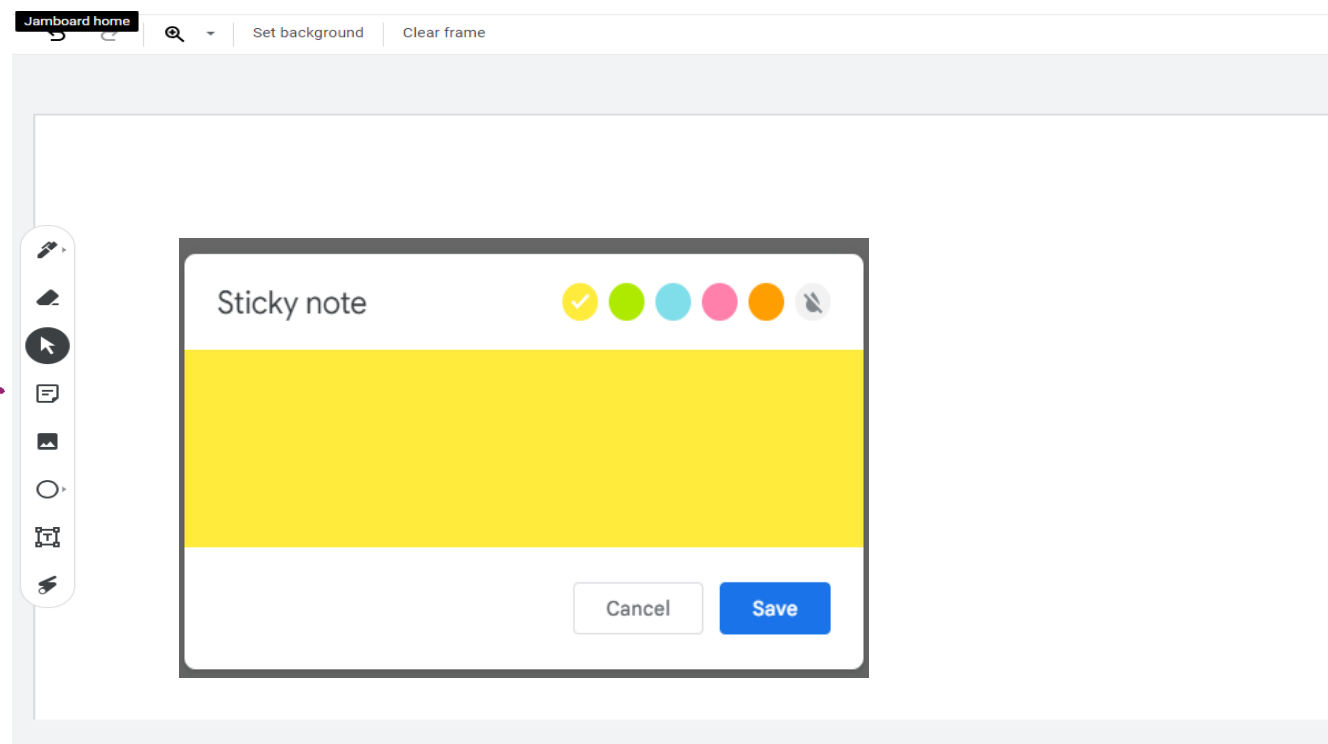 Jamboard home
Set background
Clear frame
Sticky note
Cancel
Save